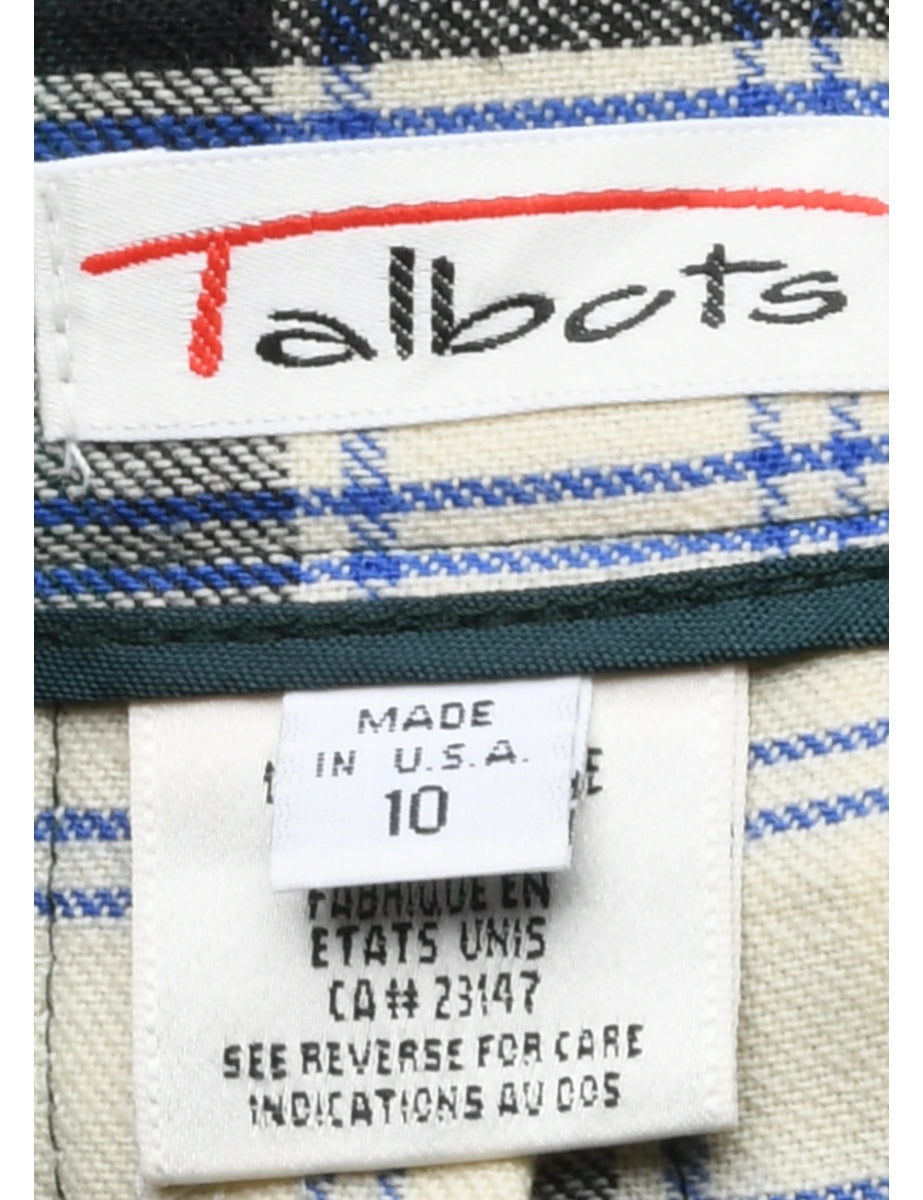 Talbots
MADE
IN U.S.A.
10
FABRIQUE EN
ETATS UNIS
CA# 23147
SEE REVERSE FOR CARE
INDICATIONS AU DOS